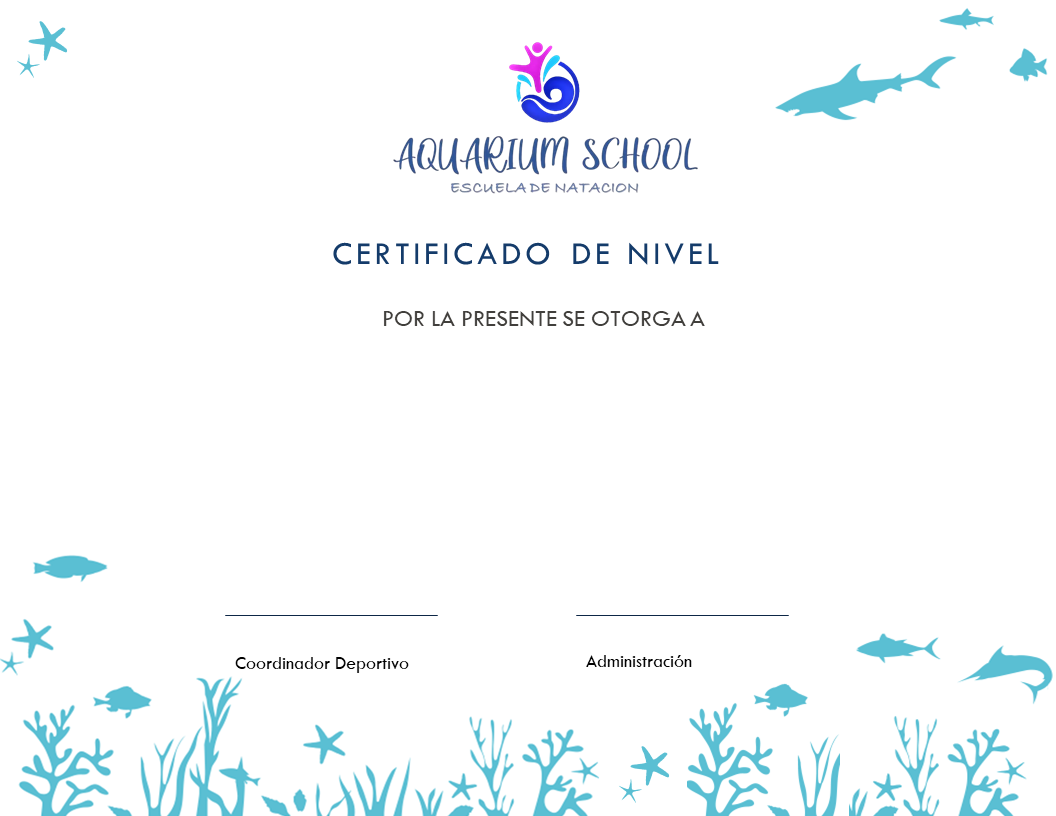 AQUARIUM SCHOOL
ESCUELA DE NATACION
CERTIFICADO DE NIVEL
POR LA PRESENTE SE OTORGA A
Coordinador Deportivo
Administración